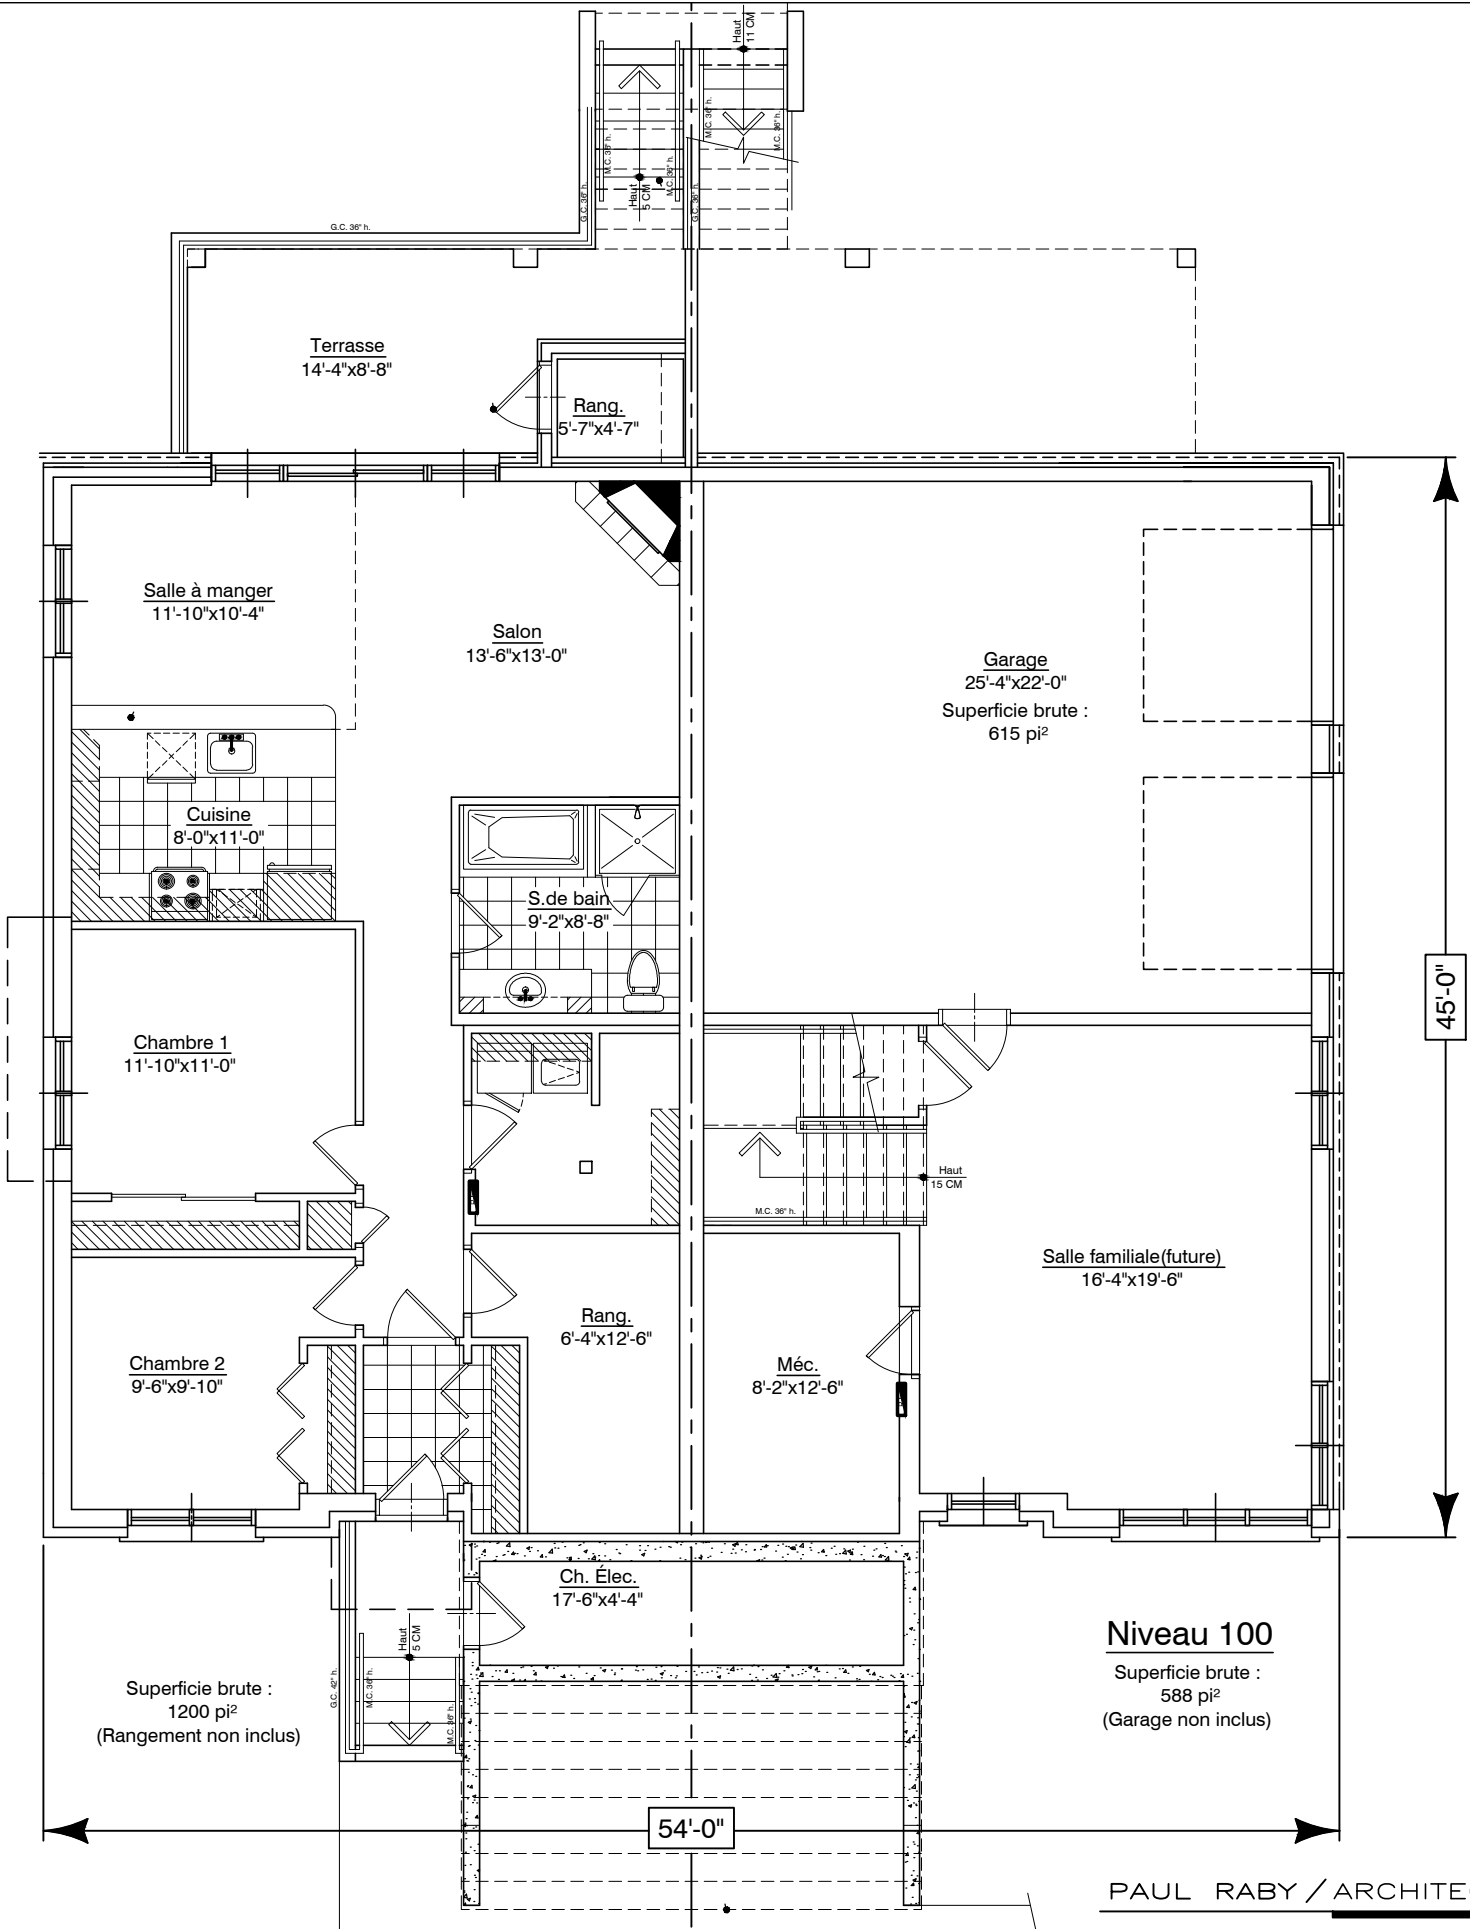 Haut
11 CM
M.C. 36" h.
M.C. 36" h.
M.C. 36" h.
M.C. 36" h.
Haut
5 CM
G.C. 36" h.
G.C. 36" h.
G.C. 36" h.
Terrasse
14'-4"x8'-8"
Rang.
5'-7"x4'-7"
Salle à manger
11'-10"x10'-4"
Salon
13'-6"x13'-0"
Garage
25'-4"x22'-0"
Superficie brute :
615 pi²
Cuisine
8'-0"x11'-0"
S.de bain
9'-2"x8'-8"
45'-0"
Chambre 1
11'-10"x11'-0"
Haut
15 CM
M.C. 36" h.
Salle familiale(future)
16'-4"x19'-6"
Rang.
6'-4"x12'-6"
Chambre 2
9'-6"x9'-10"
Méc.
8'-2"x12'-6"
Ch. Élec.
17'-6"x4'-4"
Haut
5 CM
G.C. 42" h.
M.C. 36" h.
M.C. 36" h.
Niveau 100
Superficie brute :
588 pi²
(Garage non inclus)
Superficie brute :
1200 pi²
(Rangement non inclus)
54'-0"
PAUL RABY / ARCHITE